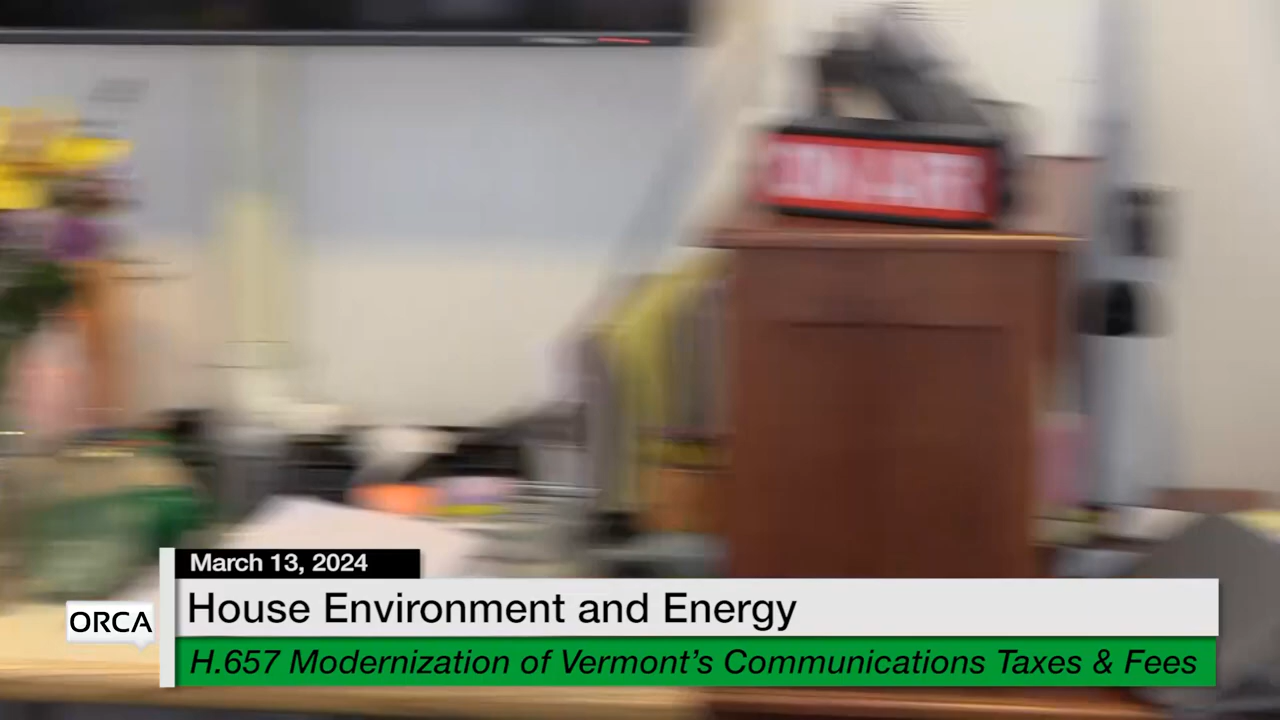 March 13, 2024
House Environment and Energy
ORCA
H.657 Modernization of Vermont's Communications Taxes & Fees